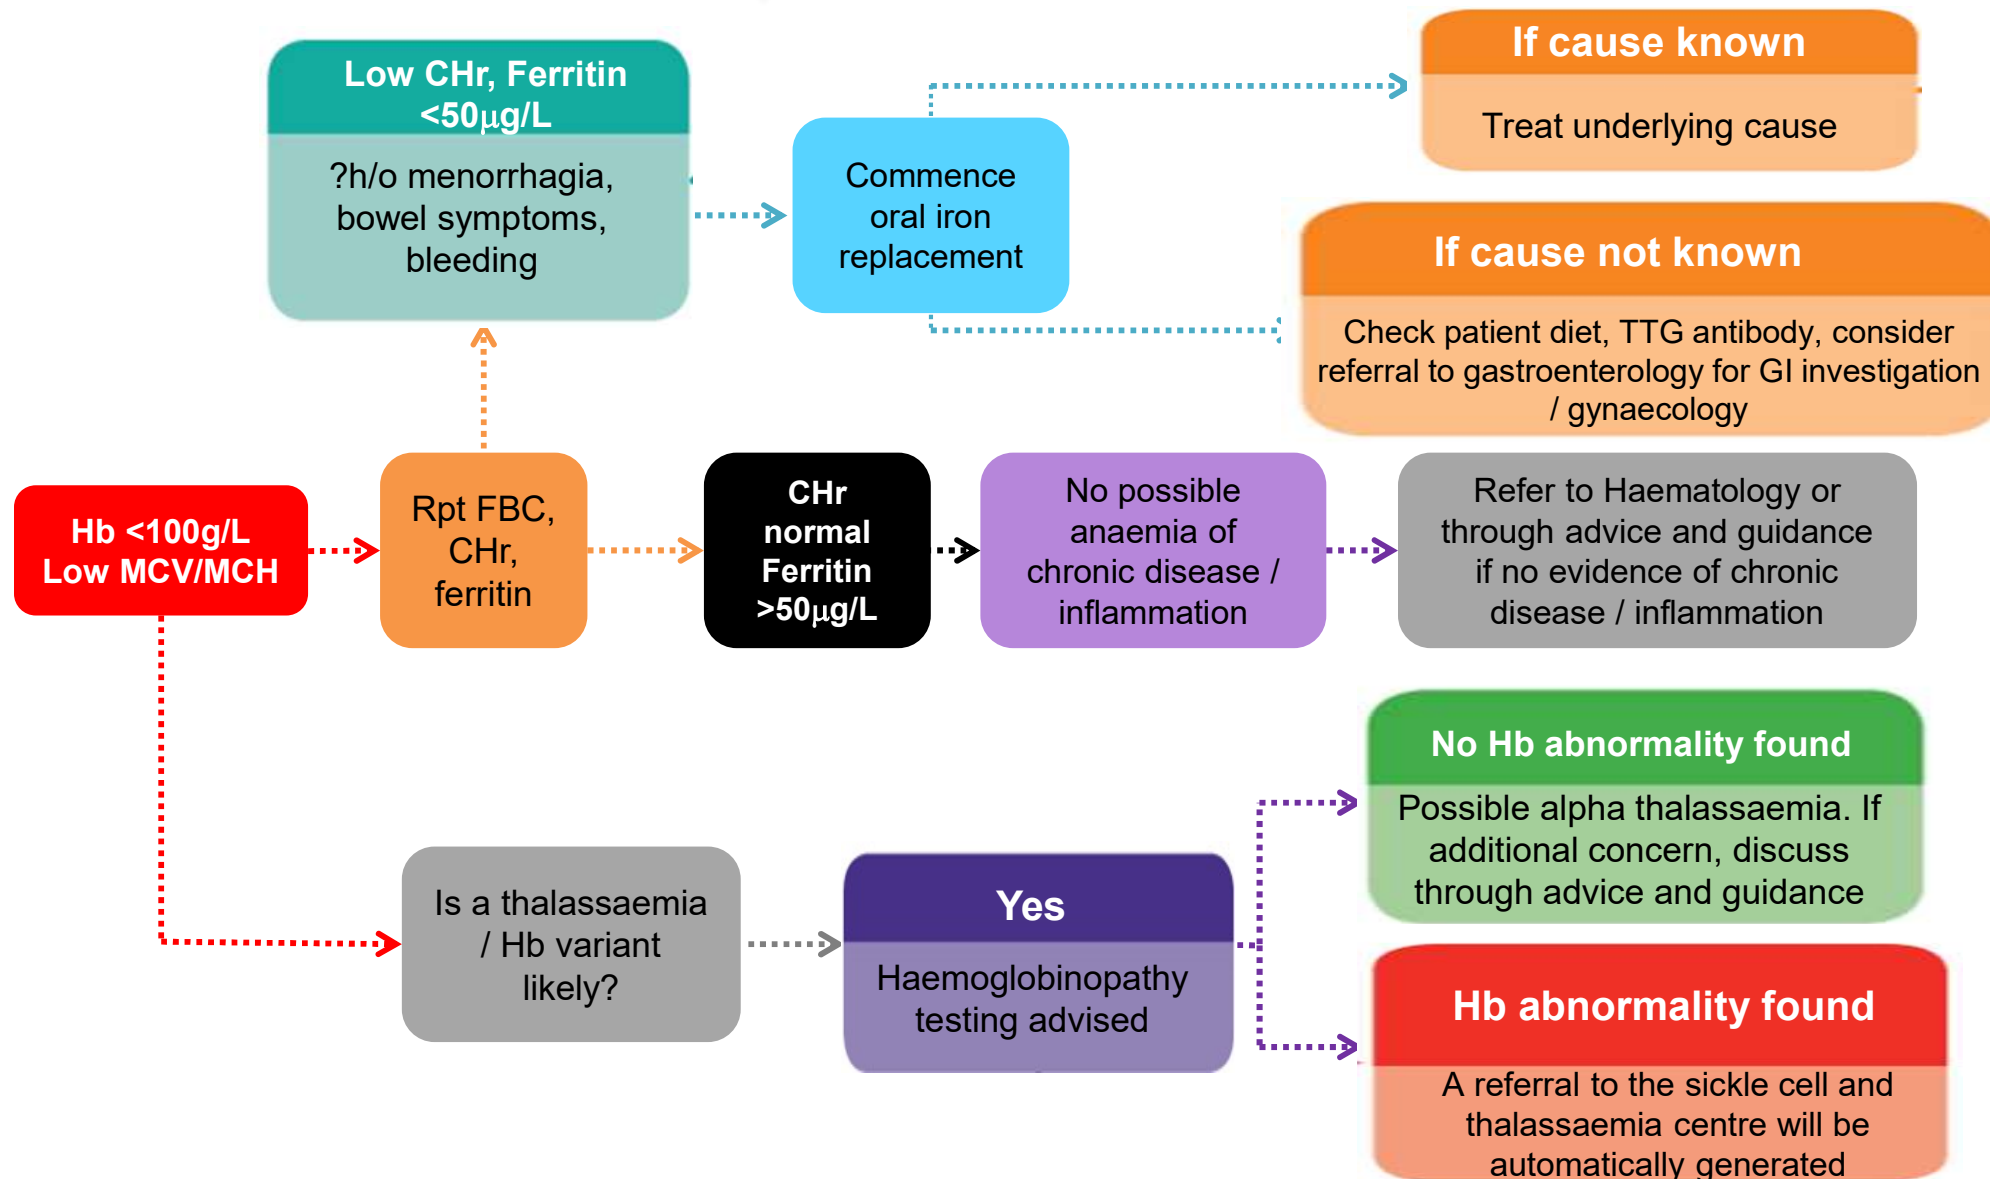 Low CHr, Ferritin
<50µg/L
?h/o menorrhagia,
bowel symptoms,
bleeding
Commence
oral iron
replacement
If cause known
Treat underlying cause
If cause not known
Check patient diet, TTG antibody, consider
referral to gastroenterology for GI investigation
/ gynaecology
Hb <100g/L
Low MCV/MCH
Rpt FBC,
CHr,
ferritin
CHr
normal
Ferritin
>50µg/L
No possible
anaemia of
chronic disease /
inflammation
Refer to Haematology or
through advice and guidance
if no evidence of chronic
disease / inflammation
Is a thalassaemia
/ Hb variant
likely?
Yes
Haemoglobinopathy
testing advised
No Hb abnormality found
Possible alpha thalassaemia. If
additional concern, discuss
through advice and guidance
Hb abnormality found
A referral to the sickle cell and
thalassaemia centre will be
automatically generated